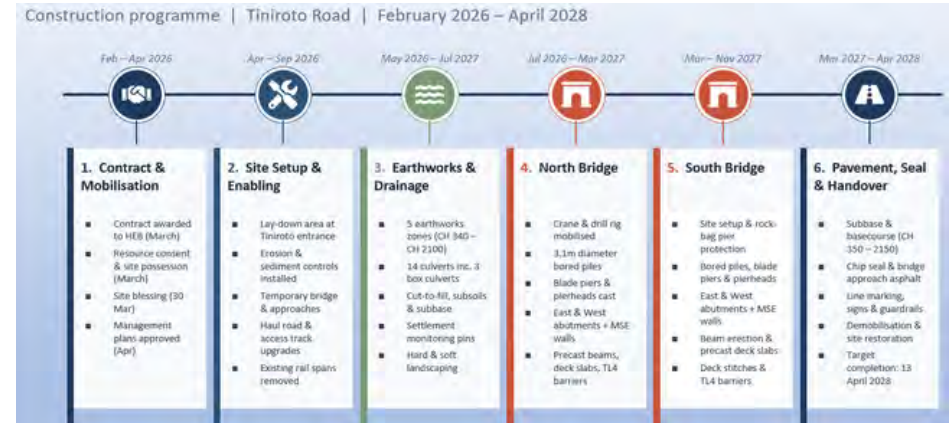 Construction programme | Tiniroto Road | February 2026 – April 2028
Feb – Apr 2026
Apr – Sep 2026
May 2026 – Jul 2027
Jul 2026 – Mar 2027
Mar – Nov 2027
Mar 2027 – Apr 2028
1. Contract &
Mobilisation
■ Contract awarded
to HEB (March)
■ Resource consent
& site possession
(March)
■ Site blessing (30
Mar)
■ Management
plans approved
(Apr)
2. Site Setup &
Enabling
■ Lay-down area at
Tiniroto entrance
■ Erosion &
sediment controls
installed
■ Temporary bridge
& approaches
■ Haul road &
access track
upgrades
■ Existing rail spans
removed
3. Earthworks &
Drainage
■ 5 earthworks
zones (CH 340 –
CH 2100)
■ 14 culverts inc. 3
box culverts
■ Cut-to-fill, subsoils
& subbase
■ Settlement
monitoring pins
■ Hard & soft
landscaping
4. North Bridge
■ Crane & drill rig
mobilised
■ 3.1m diameter
bored piles
■ Blade piers &
pierheads cast
■ East & West
abutments + MSE
walls
■ Precast beams,
deck slabs, TL4
barriers
5. South Bridge
■ Site setup & rock-
bag pier
protection
■ Bored piles, blade
piers & pierheads
■ East & West
abutments + MSE
walls
■ Beam erection &
precast deck slabs
■ Deck stitches &
TL4 barriers
6. Pavement, Seal
& Handover
■ Subbase &
basecourse (CH
350 – 2150)
■ Chip seal & bridge
approach asphalt
■ Line marking,
signs & guardrails
■ Demobilisation &
site restoration
■ Target
completion: 13
April 2028